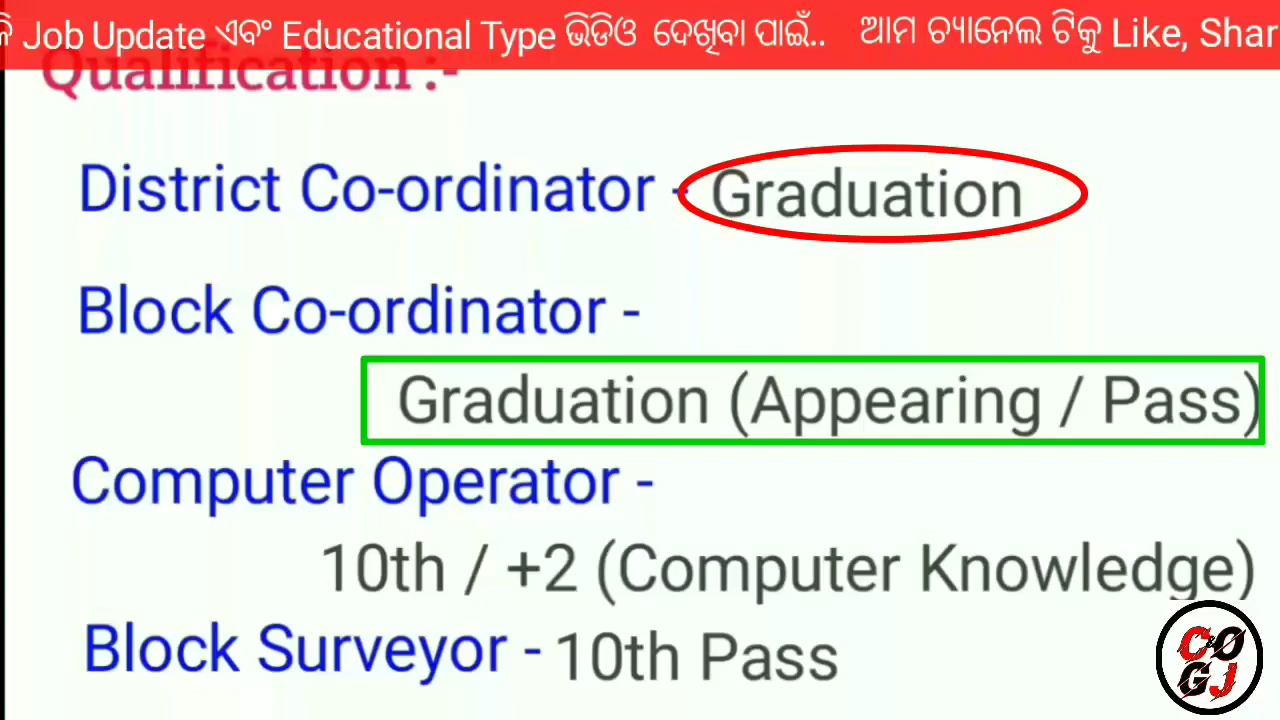 Job Update ଏବଂ Educational Type ଭିଡିଓ ଦେଖିବା ପାଇଁ.. ଆମ ଚ୍ୟାନେଲ ଟିକୁ Like, Shar
Qualification :-
District Co-ordinator - Graduation
Block Co-ordinator -
Graduation (Appearing / Pass)
Computer Operator -
10th / +2 (Computer Knowledge)
Block Surveyor - 10th Pass
C&O
GJ